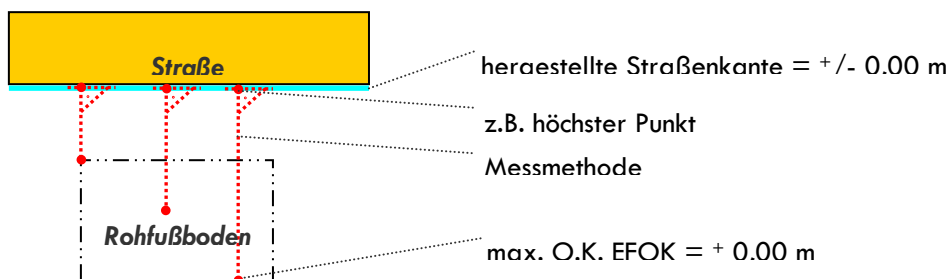 Straße
hergestellte Straßenkante = +/- 0.00 m
z.B. höchster Punkt
Messmethode
Rohfußboden
max. O.K. EFOK = + 0.00 m